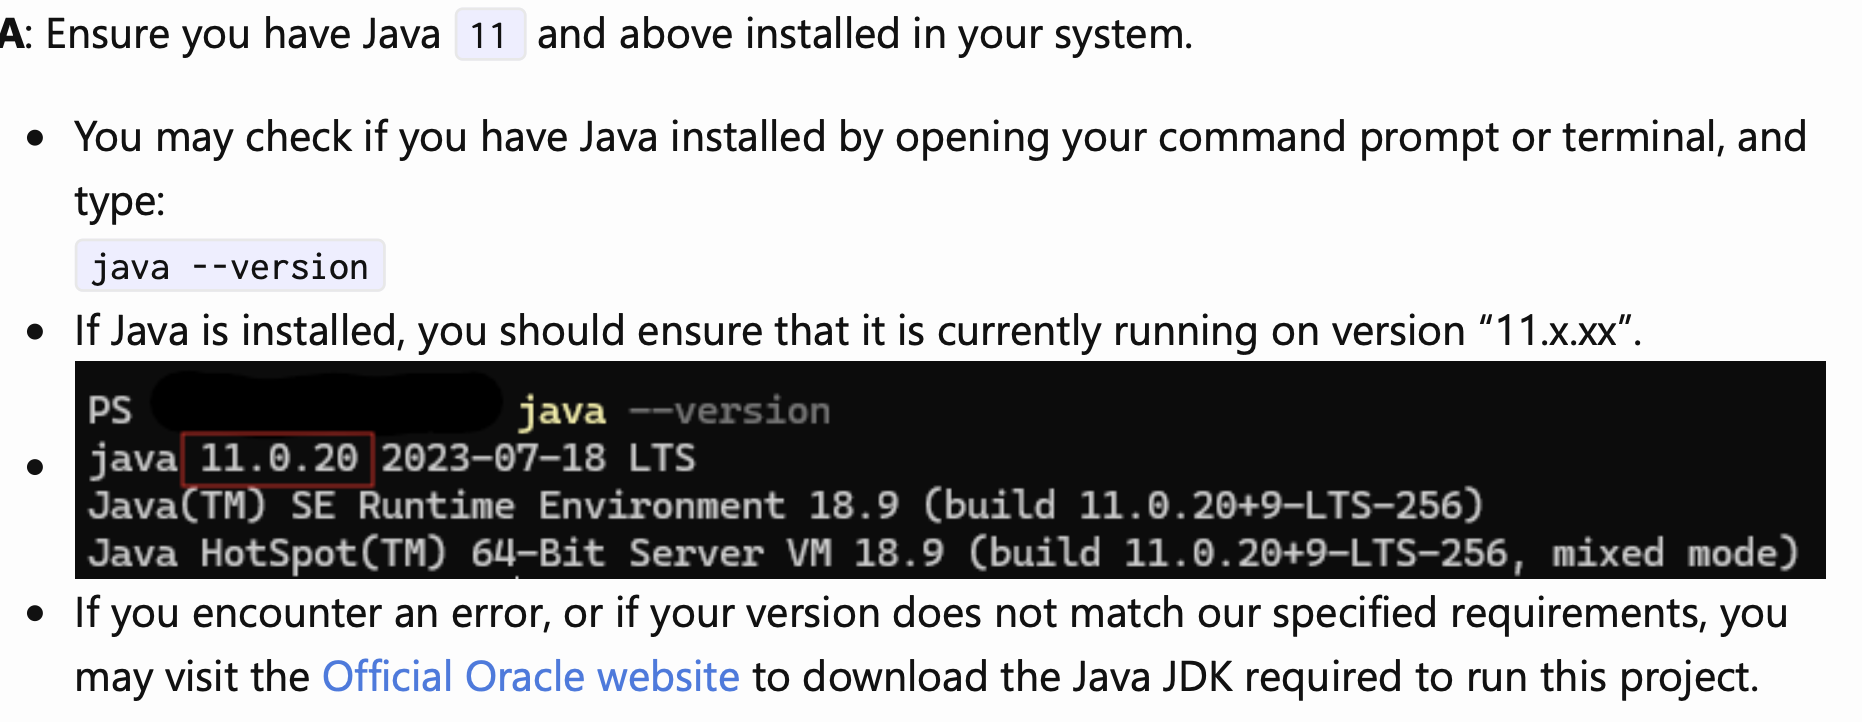 A: Ensure you have Java 11 and above installed in your system.
• You may check if you have Java installed by opening your command prompt or terminal, and
type:
java --version
• If Java is installed, you should ensure that it is currently running on version “11.x.xx”.
PS java --version
• java 11.0.20 2023-07-18 LTS
Java(TM) SE Runtime Environment 18.9 (build 11.0.20+9-LTS-256)
Java HotSpot(TM) 64-Bit Server VM 18.9 (build 11.0.20+9-LTS-256, mixed mode)
• If you encounter an error, or if your version does not match our specified requirements, you
may visit the Official Oracle website to download the Java JDK required to run this project.